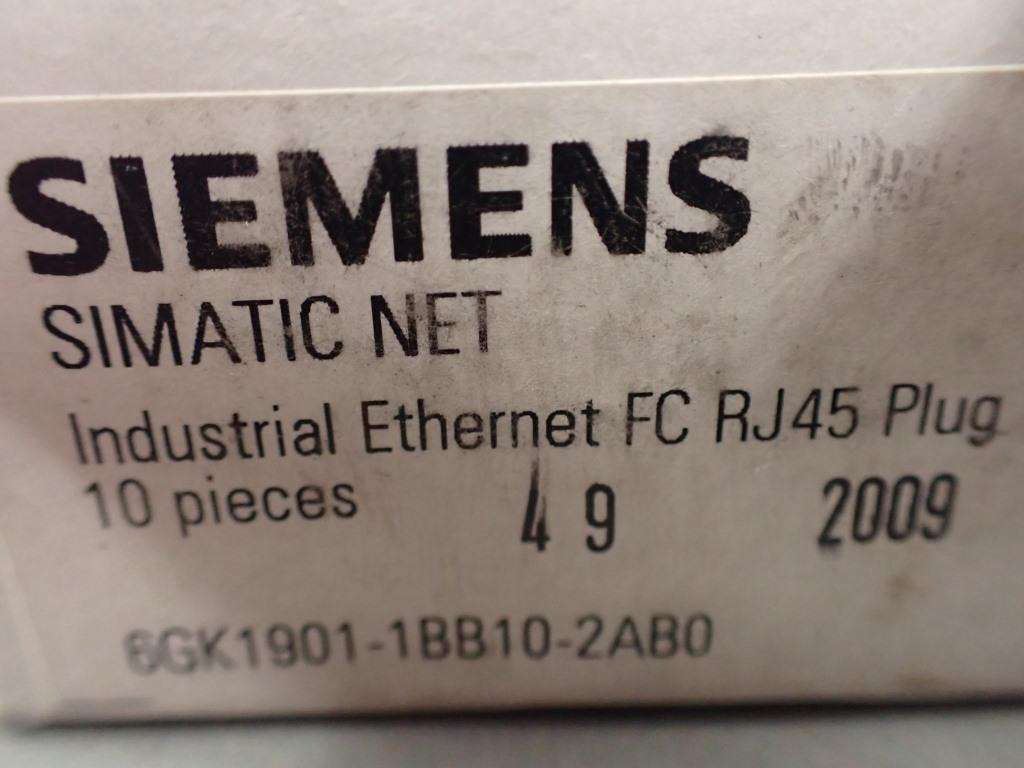 SIEMENS
SIMATIC NET
Industrial Ethernet FC RJ45 Plug
10 pieces 4 9 2009
6GK1901-1BB10-2AB0